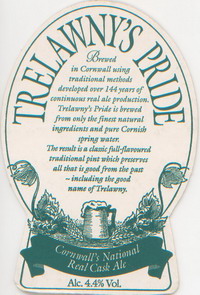 TRELAWNY'S PRIDE
Brewed
in Cornwall using
traditional methods
developed over 144 years of
continuous real ale production.
Trelawny's Pride is brewed
from only the finest natural
ingredients and pure Cornish
spring water.
The result is a classic full-flavoured
traditional pint which preserves
all that is good from the past
– including the good
name of Trelawny.
Cornwall's National
Real Cask Ale
Alc. 4.4% Vol.